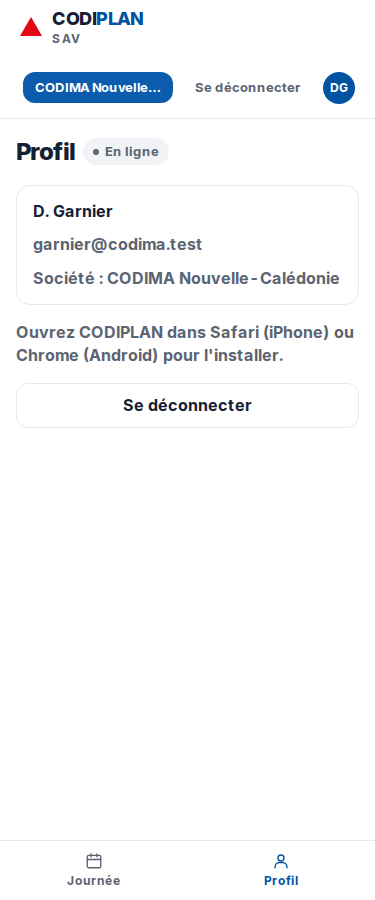 CODIPLAN
SAV
CODIMA Nouvelle... Se déconnecter DG
Profil En ligne
D. Garnier
garnier@codima.test
Société : CODIMA Nouvelle-Calédonie
Ouvrez CODIPLAN dans Safari (iPhone) ou
Chrome (Android) pour l'installer.
Se déconnecter
Journée Profil